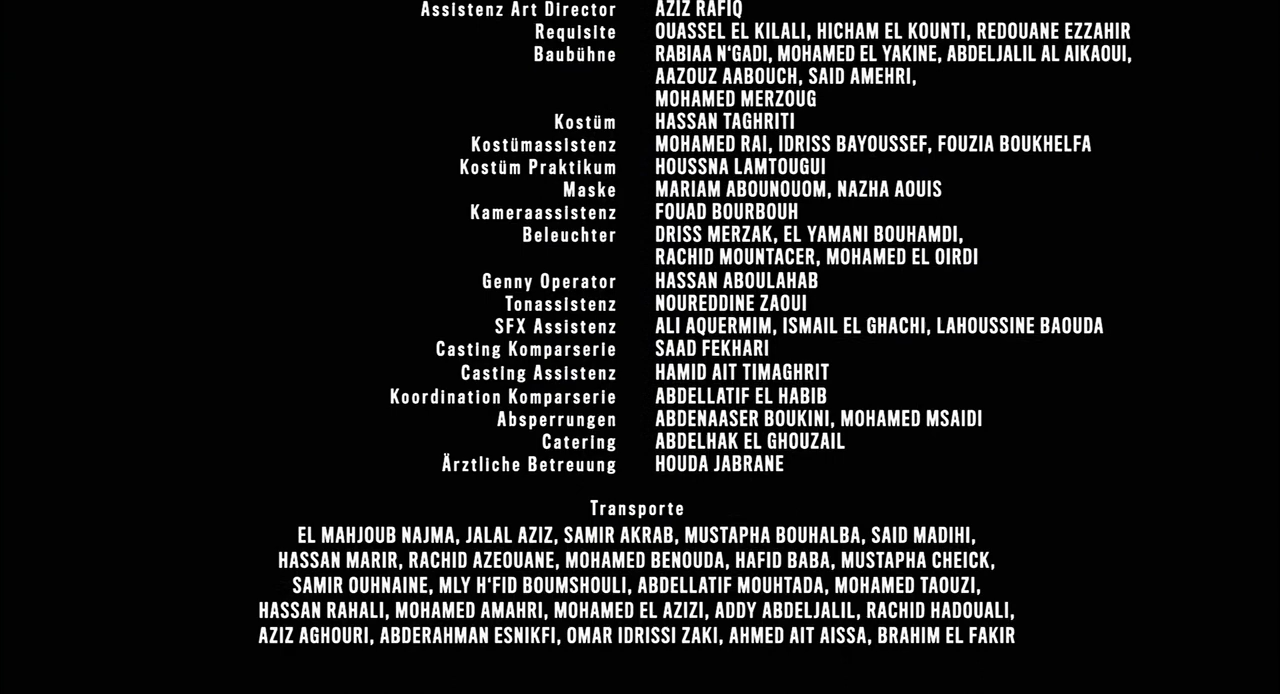 Assistenz Art Director AZIZ RAFIQ
Requisite OUASSEL EL KILALI, HICHAM EL KOUNTI, REDOUANE EZZAHIR
Baubühne RABIAA N‘GADI, MOHAMED EL YAKINE, ABDELJALIL AL AIKAOUI,
AAZOUZ AABOUCH, SAID AMEHRI,
MOHAMED MERZOUG
Kostüm HASSAN TAGHRITI
Kostümassistenz MOHAMED RAI, IDRISS BAYOUSSEF, FOUZIA BOUKHELFA
Kostüm Praktikum HOUSSNA LAMTOUGUI
Maske MARIAM ABOUNOUOM, NAZHA AOUIS
Kameraassistenz FOUAD BOURBOUH
Beleuchter DRISS MERZAK, EL YAMANI BOUHAMDI,
RACHID MOUNTACER, MOHAMED EL OIRDI
Genny Operator HASSAN ABOULAHAB
Tonassistenz NOUREDDINE ZAOUI
SFX Assistenz ALI AQUERMIM, ISMAIL EL GHACHI, LAHOUSSINE BAOUDA
Casting Komparserie SAAD FEKHARI
Casting Assistenz HAMID AIT TIMAGHRIT
Koordination Komparserie ABDELLATIF EL HABIB
Absperrungen ABDENAASER BOUKINI, MOHAMED MSAIDI
Catering ABDELHAK EL GHOUZAIL
Ärztliche Betreuung HOUDA JABRANE
Transporte
EL MAHJOUB NAJMA, JALAL AZIZ, SAMIR AKRAB, MUSTAPHA BOUHALBA, SAID MADIHI,
HASSAN MARIR, RACHID AZEOUANE, MOHAMED BENOUDA, HAFID BABA, MUSTAPHA CHEICK,
SAMIR OUHNAINE, MLY H‘FID BOUMSHOULI, ABDELLATIF MOUHTADA, MOHAMED TAOUZI,
HASSAN RAHALI, MOHAMED AMAHRI, MOHAMED EL AZIZI, ADDY ABDELJALIL, RACHID HADOUALI,
AZIZ AGHOURI, ABDERAHMAN ESNIKFI, OMAR IDRISSI ZAKI, AHMED AIT AISSA, BRAHIM EL FAKIR